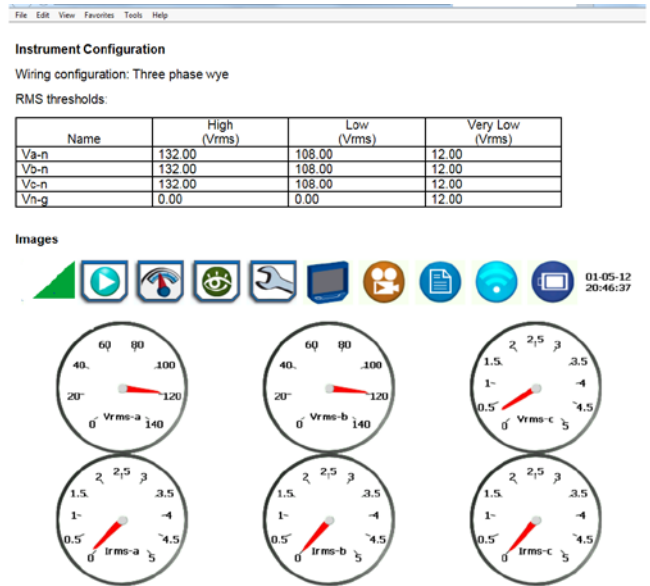 File Edit View Favorites Tools Help
Instrument Configuration
Wiring configuration: Three phase wye
RMS thresholds:
Name High (Vrms) Low (Vrms) Very Low (Vrms)
Va-n 132.00 108.00 12.00
Vb-n 132.00 108.00 12.00
Vc-n 132.00 108.00 12.00
Vn-g 0.00 0.00 12.00
Images
01-05-12
20:46:37
0 20 40 60 80 100 120 140 Vrms-a
0 20 40 60 80 100 120 140 Vrms-b
0 0.5 1 1.5 2 2,5 3 3.5 4 4.5 5 Vrms-c
0 0.5 1 1.5 2 2,5 3 3.5 4 4.5 5 Irms-a
0 0.5 1 1.5 2 2,5 3 3.5 4 4.5 5 Irms-b
0 0.5 1 1.5 2 2,5 3 3.5 4 4.5 5 Irms-c